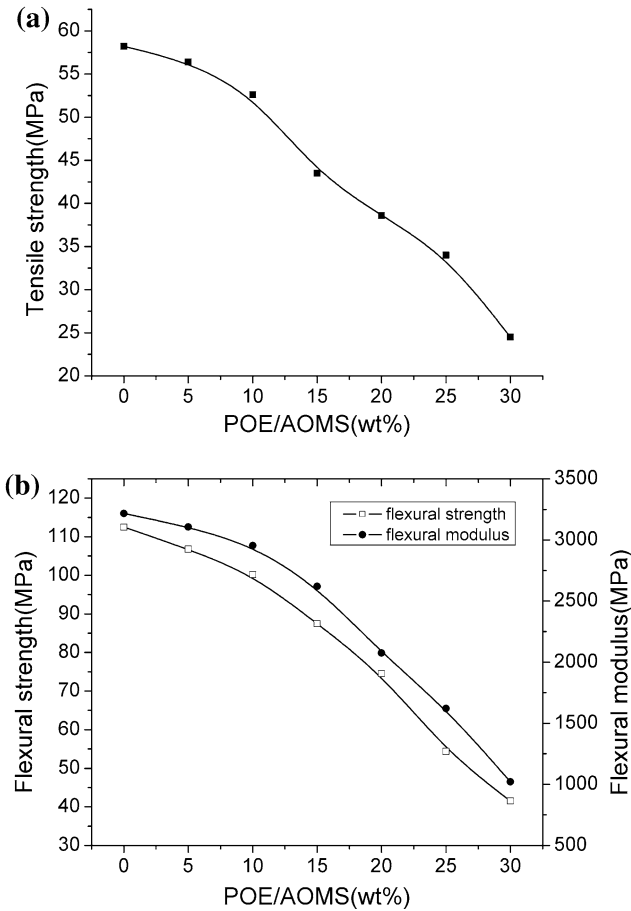 (a)
60
55
50
45
40
35
30
25
20
Tensile strength(MPa)
0 5 10 15 20 25 30
POE/AOMS(wt%)
(b)
120
110
100
90
80
70
60
50
40
30
Flexural strength(MPa)
flexural strength
flexural modulus
3500
3000
2500
2000
1500
1000
500
Flexural modulus(MPa)
0 5 10 15 20 25 30
POE/AOMS(wt%)